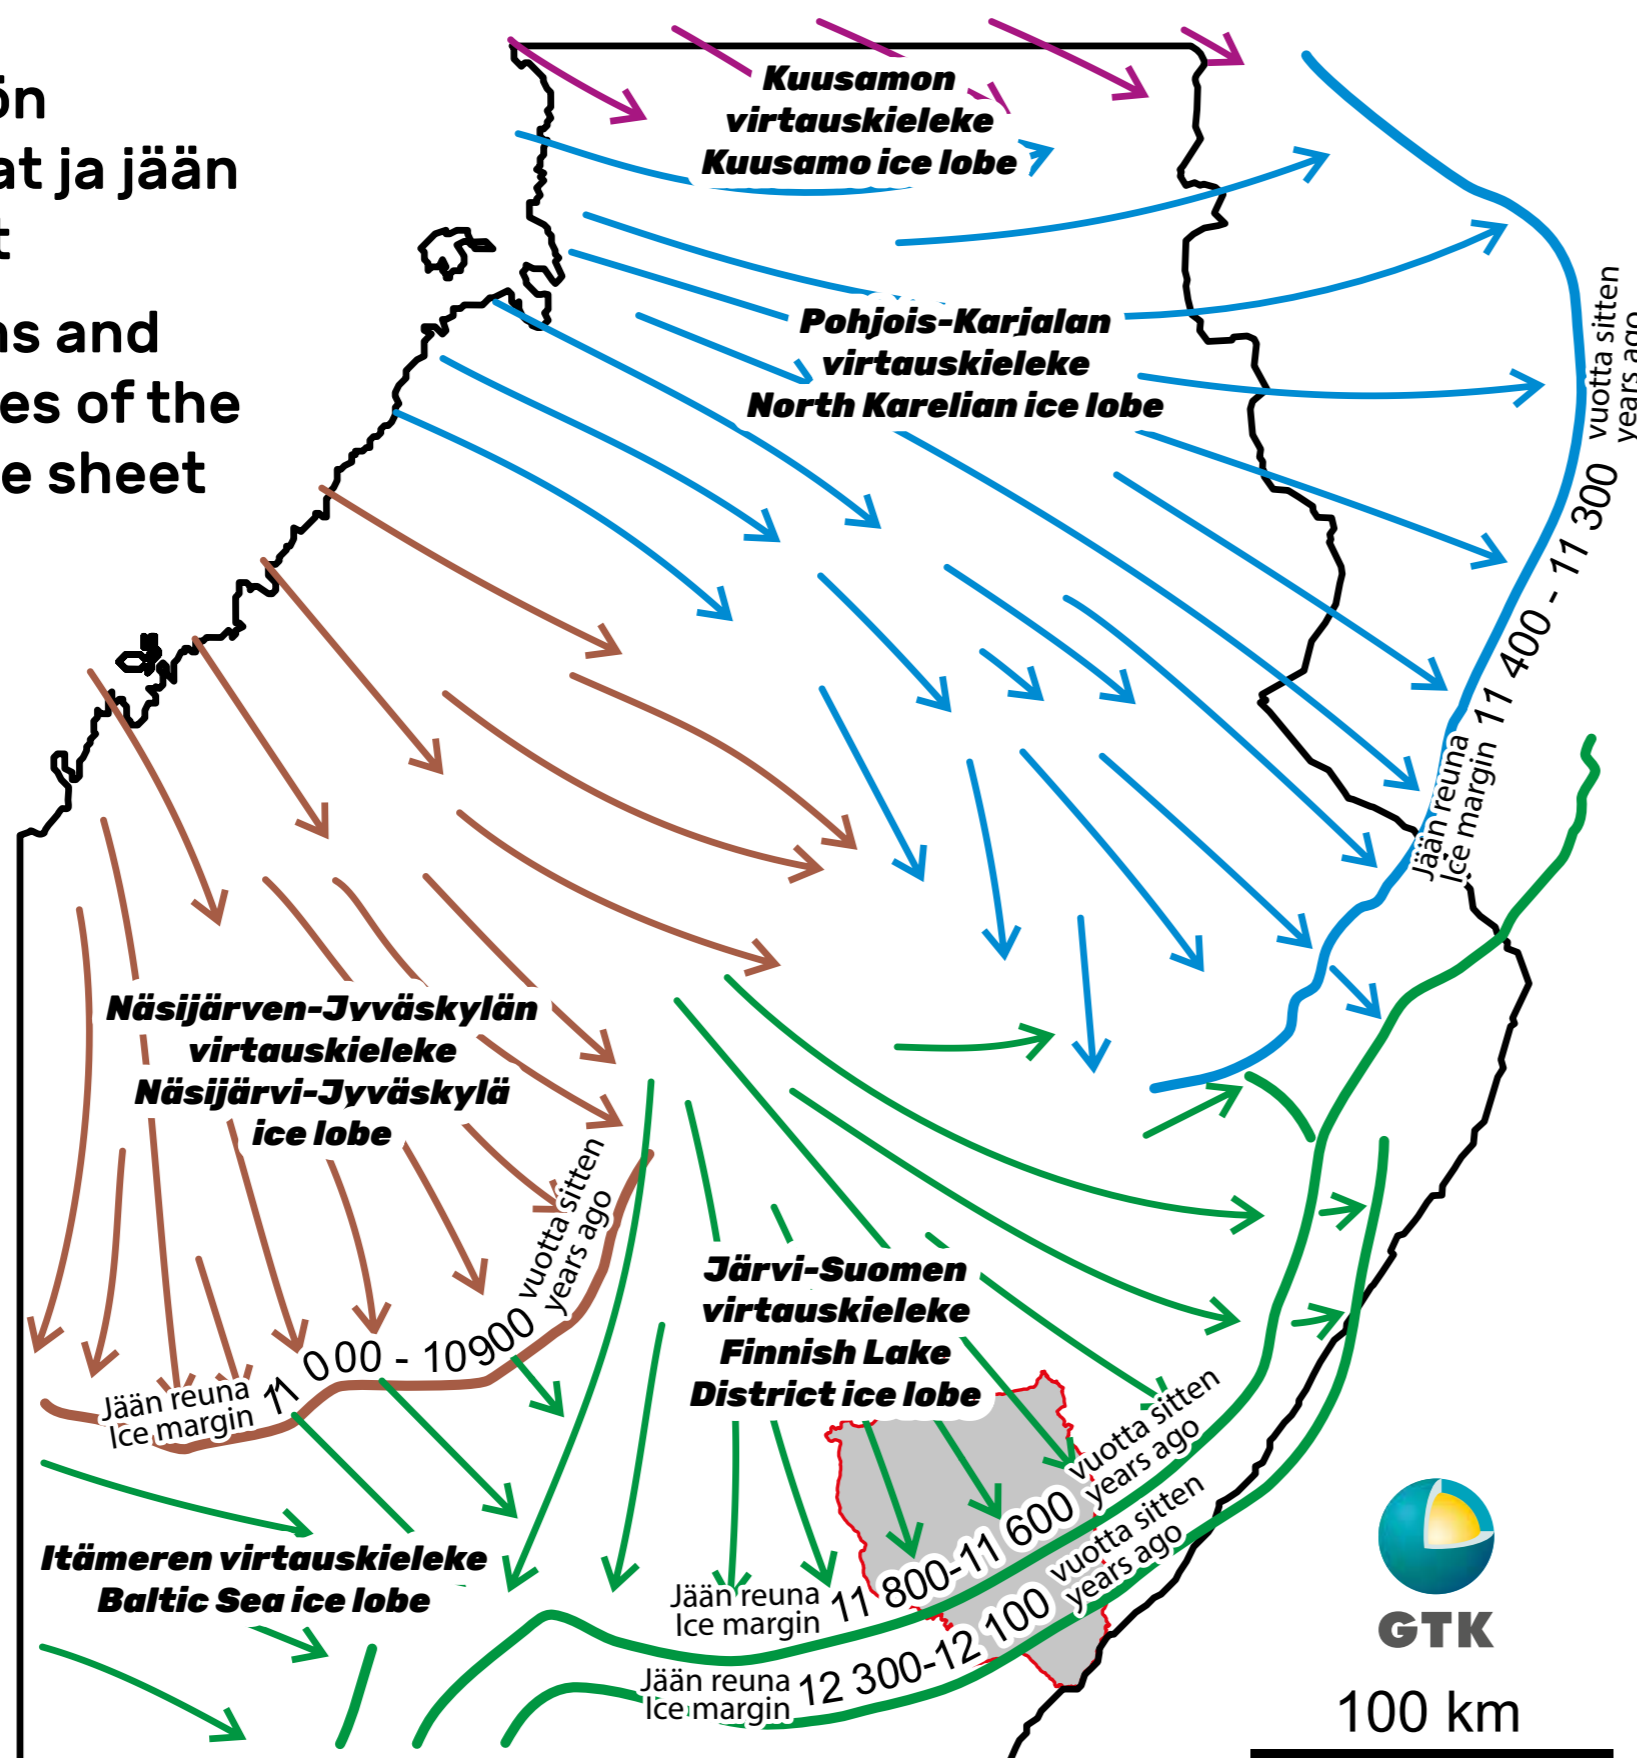 ön
at ja jään
t
ns and
es of the
e sheet
Kuusamon
virtauskieleke
Kuusamo ice lobe
Pohjois-Karjalan
virtauskieleke
North Karelian ice lobe
Jään reuna
Ice margin
11 400 - 11 300
vuotta sitten
years ago
Näsijärven-Jyväskylän
virtauskieleke
Näsijärvi-Jyväskylä
ice lobe
Jään reuna
Ice margin
11 000 - 10900
vuotta sitten
years ago
Järvi-Suomen
virtauskieleke
Finnish Lake
District ice lobe
Itämeren virtauskieleke
Baltic Sea ice lobe
Jään reuna
Ice margin
11 800-11 600
vuotta sitten
years ago
Jään reuna
Ice margin
12 300-12 100
vuotta sitten
years ago
GTK
100 km